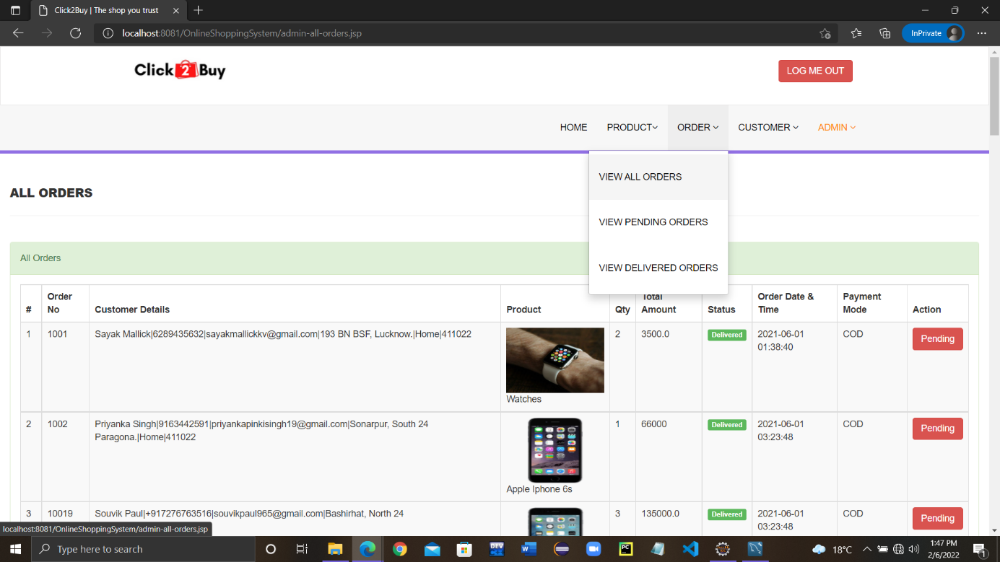 Click2Buy | The shop you trust
localhost:8081/OnlineShoppingSystem/admin-all-orders.jsp
InPrivate
Click 2 Buy
LOG ME OUT
HOME PRODUCT ORDER CUSTOMER ADMIN
VIEW ALL ORDERS
VIEW PENDING ORDERS
VIEW DELIVERED ORDERS
ALL ORDERS
All Orders
# Order No Customer Details Product Qty Total Amount Status Order Date & Time Payment Mode Action
1 1001 Sayak Mallick|6289435632|sayakmallickkv@gmail.com|193 BN BSF, Lucknow.|Home|411022 2 3500.0 Delivered 2021-06-01 COD Pending
01:38:40
Watches
2 1002 Priyanka Singh|9163442591|priyankapinkisingh19@gmail.com|Sonarpur, South 24 1 66000 Delivered 2021-06-01 COD Pending
Paragona.|Home|411022 03:23:48
Apple Iphone 6s
3 10019 Souvik Paul|+917276763516|souvikpaul965@gmail.com|Bashirhat, North 24 3 135000.0 Delivered 2021-06-01 COD Pending
03:23:48
localhost:8081/OnlineShoppingSystem/admin-all-orders.jsp
Type here to search
DEV
PC
18°C
1:47 PM
2/6/2022
1